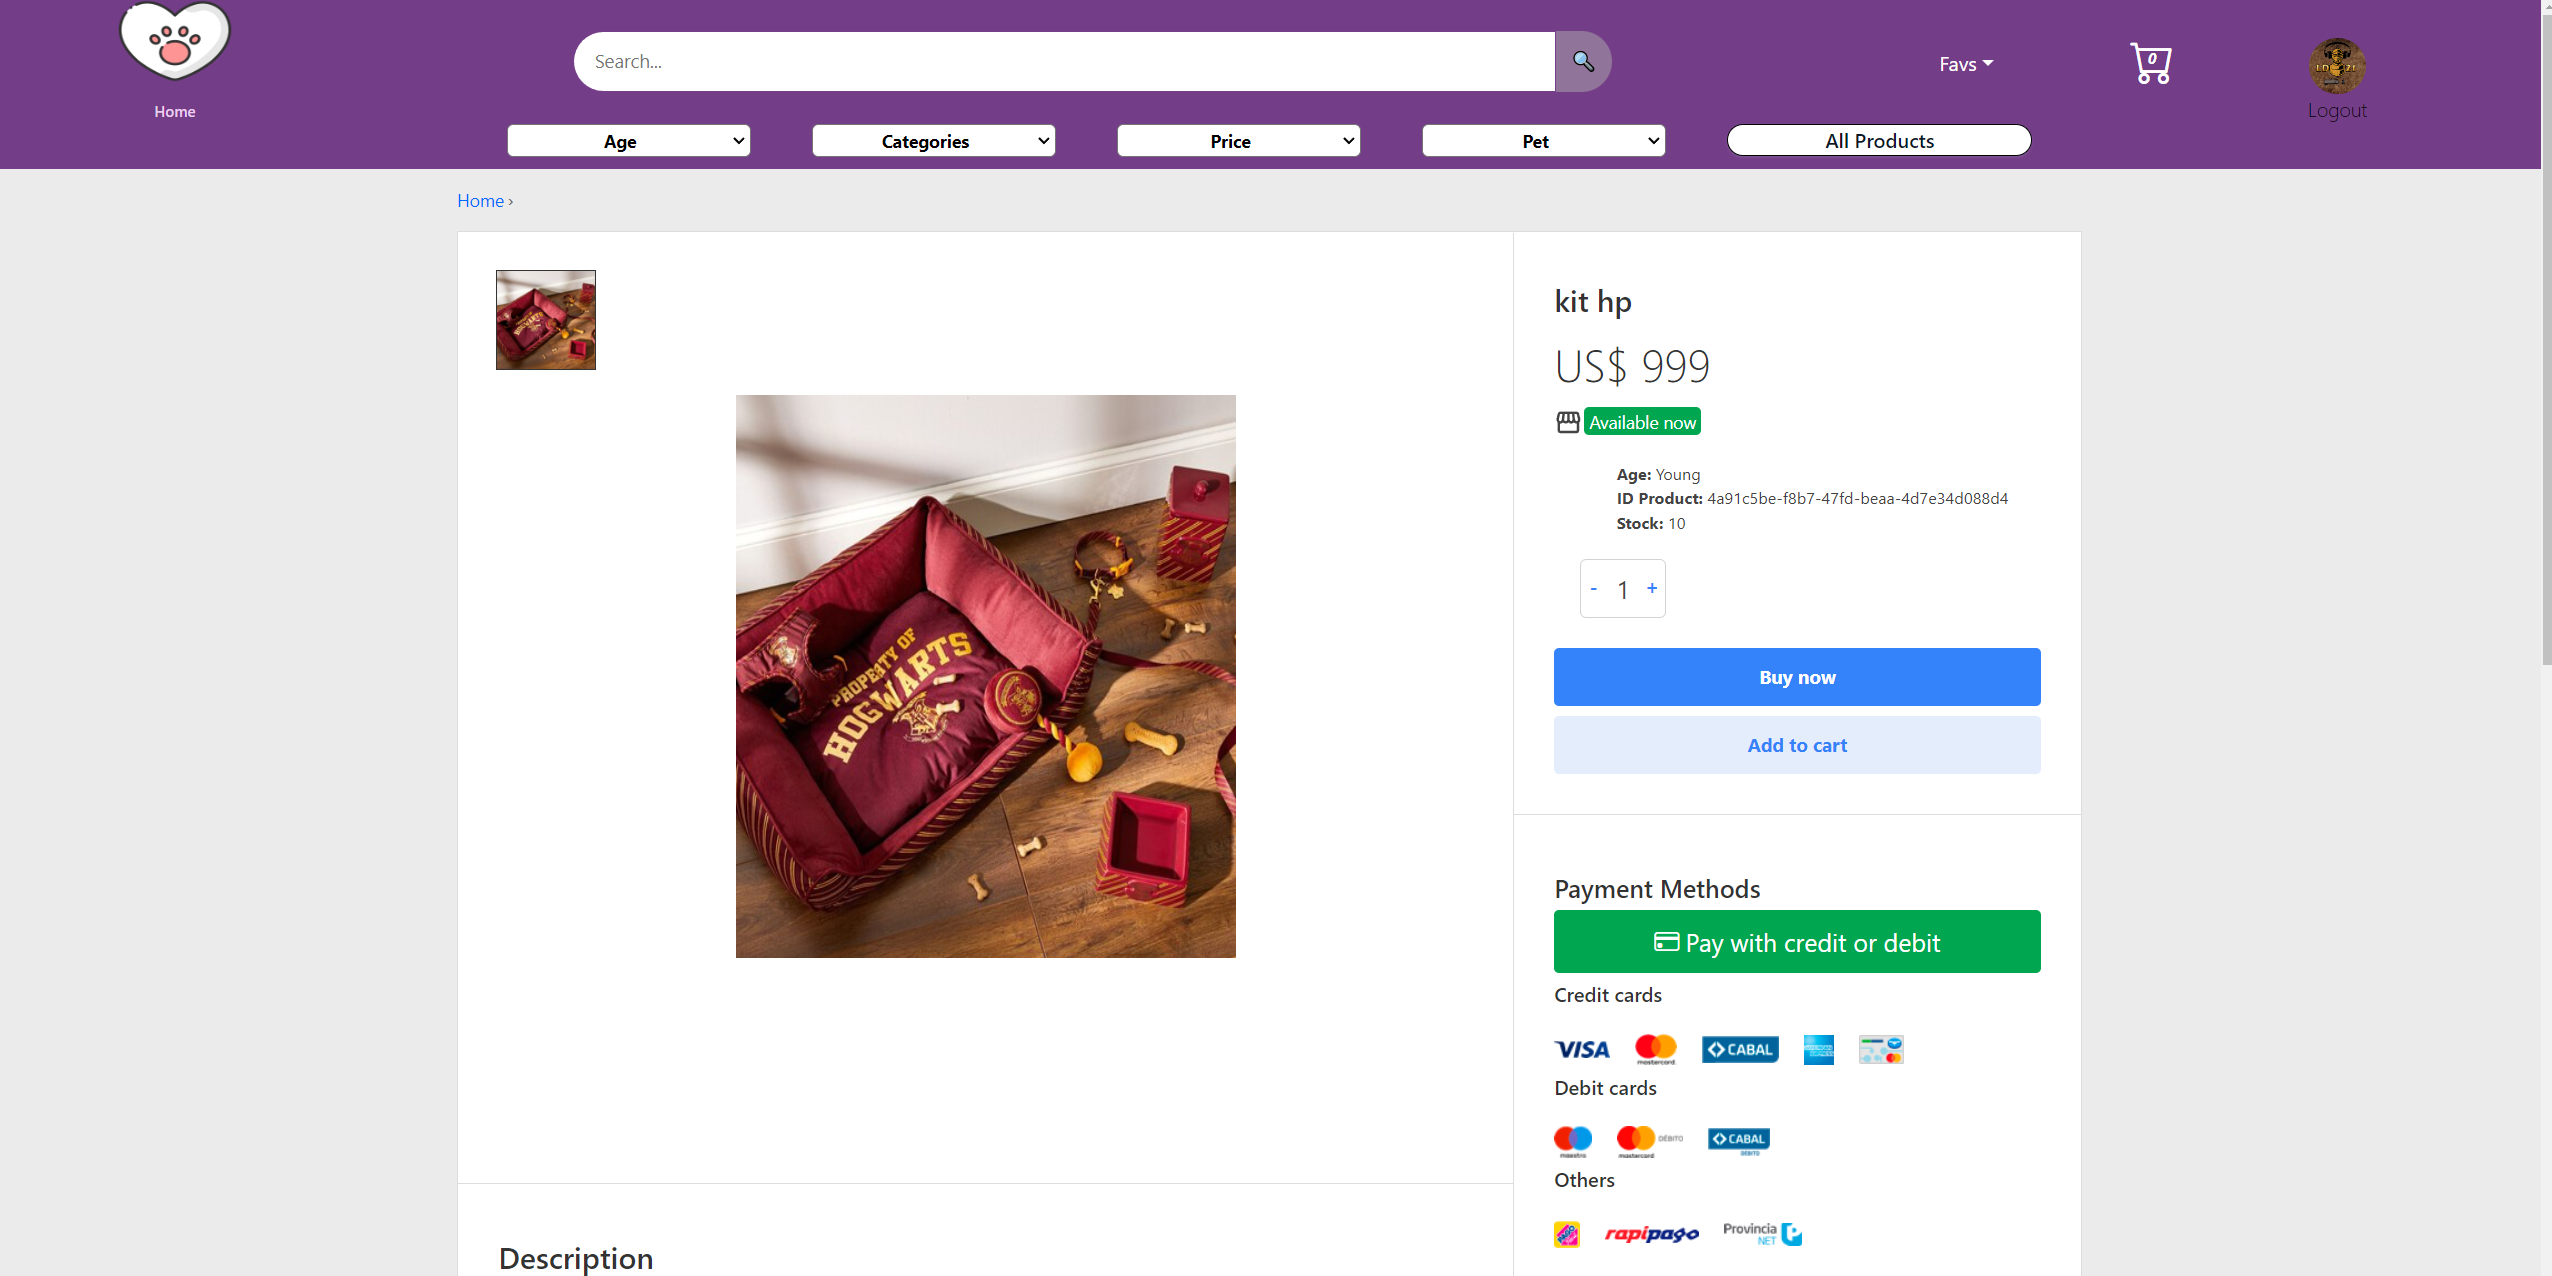 Search...
Favs
0
Home
Logout
Age
Categories
Price
Pet
All Products
Home ›
kit hp
US$ 999
Available now
Age: Young
ID Product: 4a91c5be-f8b7-47fd-beaa-4d7e34d088d4
Stock: 10
- 1 +
Buy now
Add to cart
PROPERTY OF
HOGWARTS
Payment Methods
Pay with credit or debit
Credit cards
VISA
mastercard
CABAL
Debit cards
maestro
mastercard
DÉBITO
CABAL
DÉBITO
Others
rapipago
Provincia
NET
Description